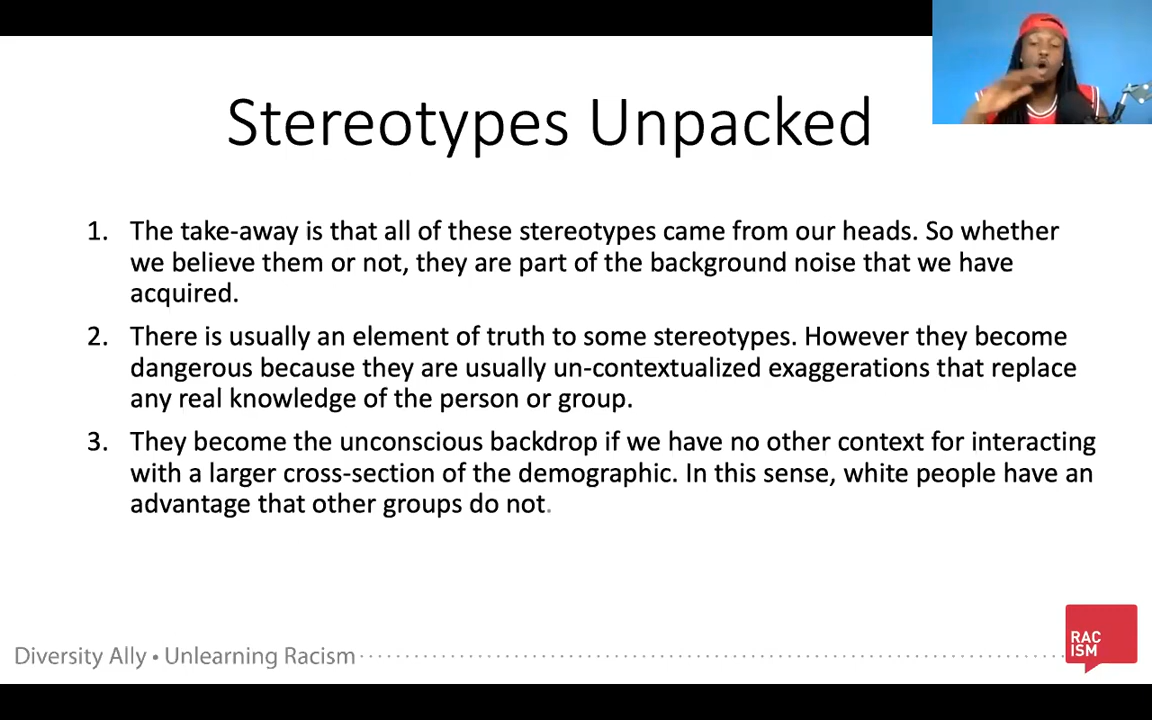 Stereotypes Unpacked
1. The take-away is that all of these stereotypes came from our heads. So whether
we believe them or not, they are part of the background noise that we have
acquired.
2. There is usually an element of truth to some stereotypes. However they become
dangerous because they are usually un-contextualized exaggerations that replace
any real knowledge of the person or group.
3. They become the unconscious backdrop if we have no other context for interacting
with a larger cross-section of the demographic. In this sense, white people have an
advantage that other groups do not.
Diversity Ally • Unlearning Racism
RAC
ISM